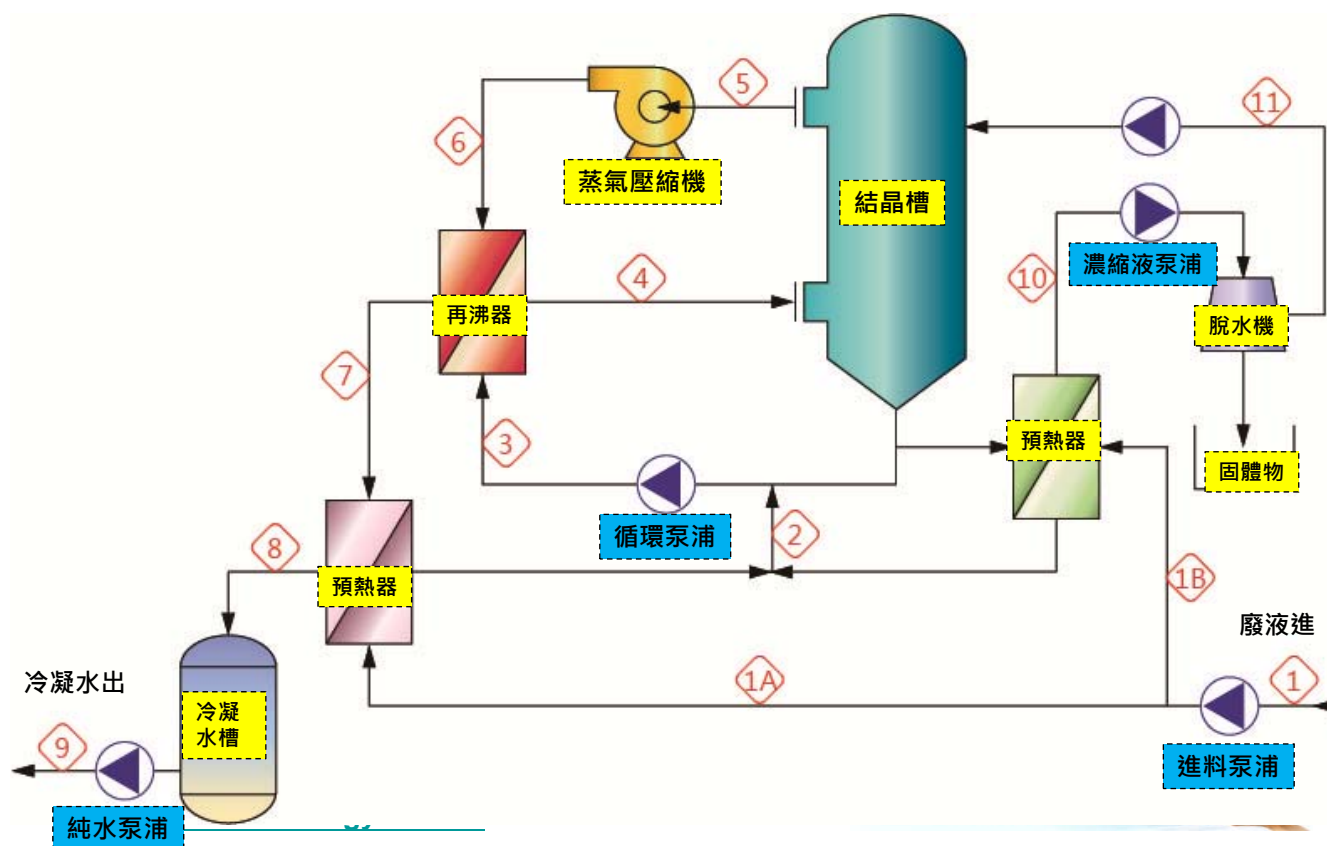 5
11
6
蒸氣壓縮機
結晶槽
10
濃縮液泵浦
4
再沸器
脫水機
7
3
預熱器
固體物
循環泵浦
2
8
預熱器
1B
廢液進
冷凝水出
1A
1
冷凝
水槽
9
進料泵浦
純水泵浦